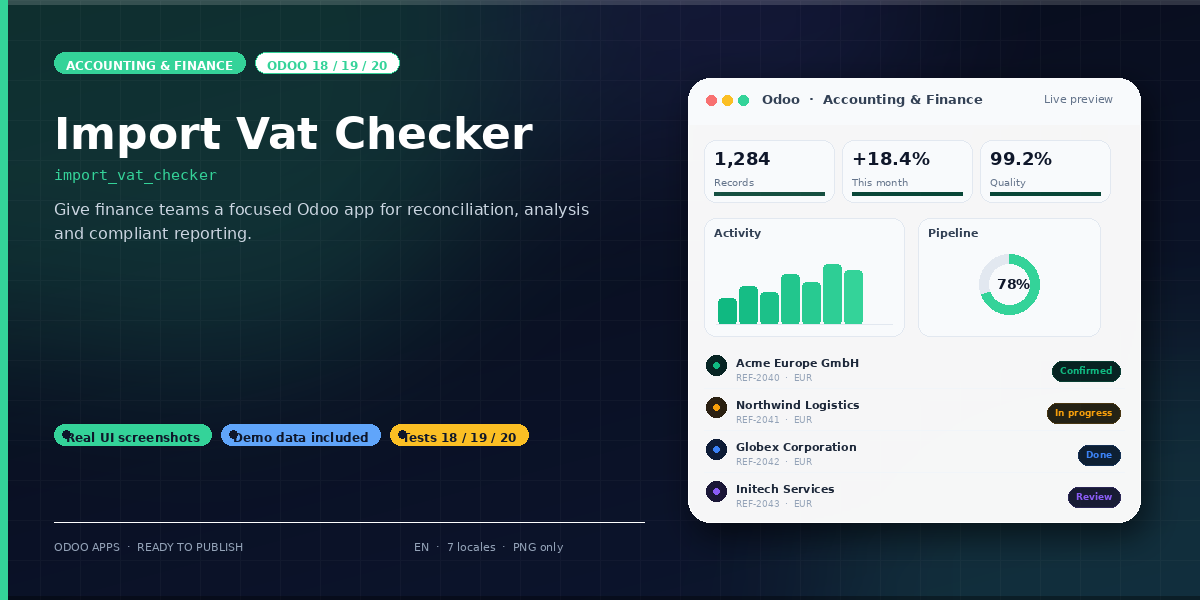 ACCOUNTING & FINANCE
ODOO 18 / 19 / 20
Import Vat Checker
import_vat_checker
Give finance teams a focused Odoo app for reconciliation, analysis
and compliant reporting.
Real UI screenshots
Demo data included
Tests 18 / 19 / 20
ODOO APPS · READY TO PUBLISH
EN · 7 locales · PNG only
Odoo · Accounting & Finance
Live preview
1,284
Records
+18.4%
This month
99.2%
Quality
Activity
Pipeline
78%
Acme Europe GmbH
REF-2040 · EUR
Confirmed
Northwind Logistics
REF-2041 · EUR
In progress
Globex Corporation
REF-2042 · EUR
Done
Initech Services
REF-2043 · EUR
Review